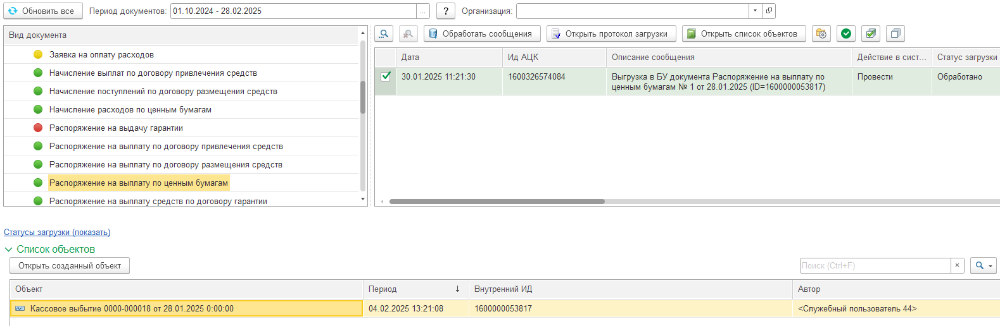 Обновить все Период документов: 01.10.2024 - 28.02.2025 ... ? Организация:
Вид документа
Заявка на оплату расходов
Начисление выплат по договору привлечения средств
Начисление поступлений по договору размещения средств
Начисление расходов по ценным бумагам
Распоряжение на выдачу гарантии
Распоряжение на выплату по договору привлечения средств
Распоряжение на выплату по договору размещения средств
Распоряжение на выплату по ценным бумагам
Распоряжение на выплату средств по договору гарантии
Обработать сообщения Открыть протокол загрузки Открыть список объектов
Дата Ид АЦК Описание сообщения Действие в сист... Статус загрузки
30.01.2025 11:21:30 1600326574084 Выгрузка в БУ документа Распоряжение на выплату по Провести Обработано
ценным бумагам № 1 от 28.01.2025 (ID=1600000053817)
Статусы загрузки (показать)
Список объектов
Открыть созданный объект Поиск (Ctrl+F) ×
Объект Период ↓ Внутренний ИД Автор
Кассовое выбытие 0000-000018 от 28.01.2025 0:00:00 04.02.2025 13:21:08 1600000053817 <Служебный пользователь 44>